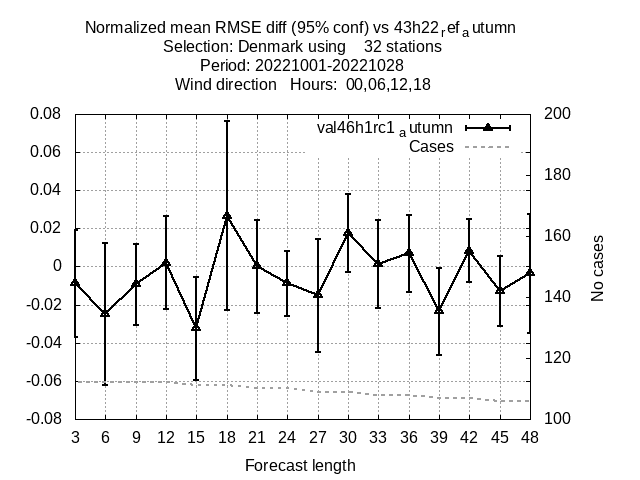 Normalized mean RMSE diff (95% conf) vs 43h22ref autumn
Selection: Denmark using 32 stations
Period: 20221001-20221028
Wind direction Hours: 00,06,12,18
val46h1rc1autumn
Cases
0.08
0.06
0.04
0.02
0
-0.02
-0.04
-0.06
-0.08
200
180
160
140
120
100
No cases
3 6 9 12 15 18 21 24 27 30 33 36 39 42 45 48
Forecast length